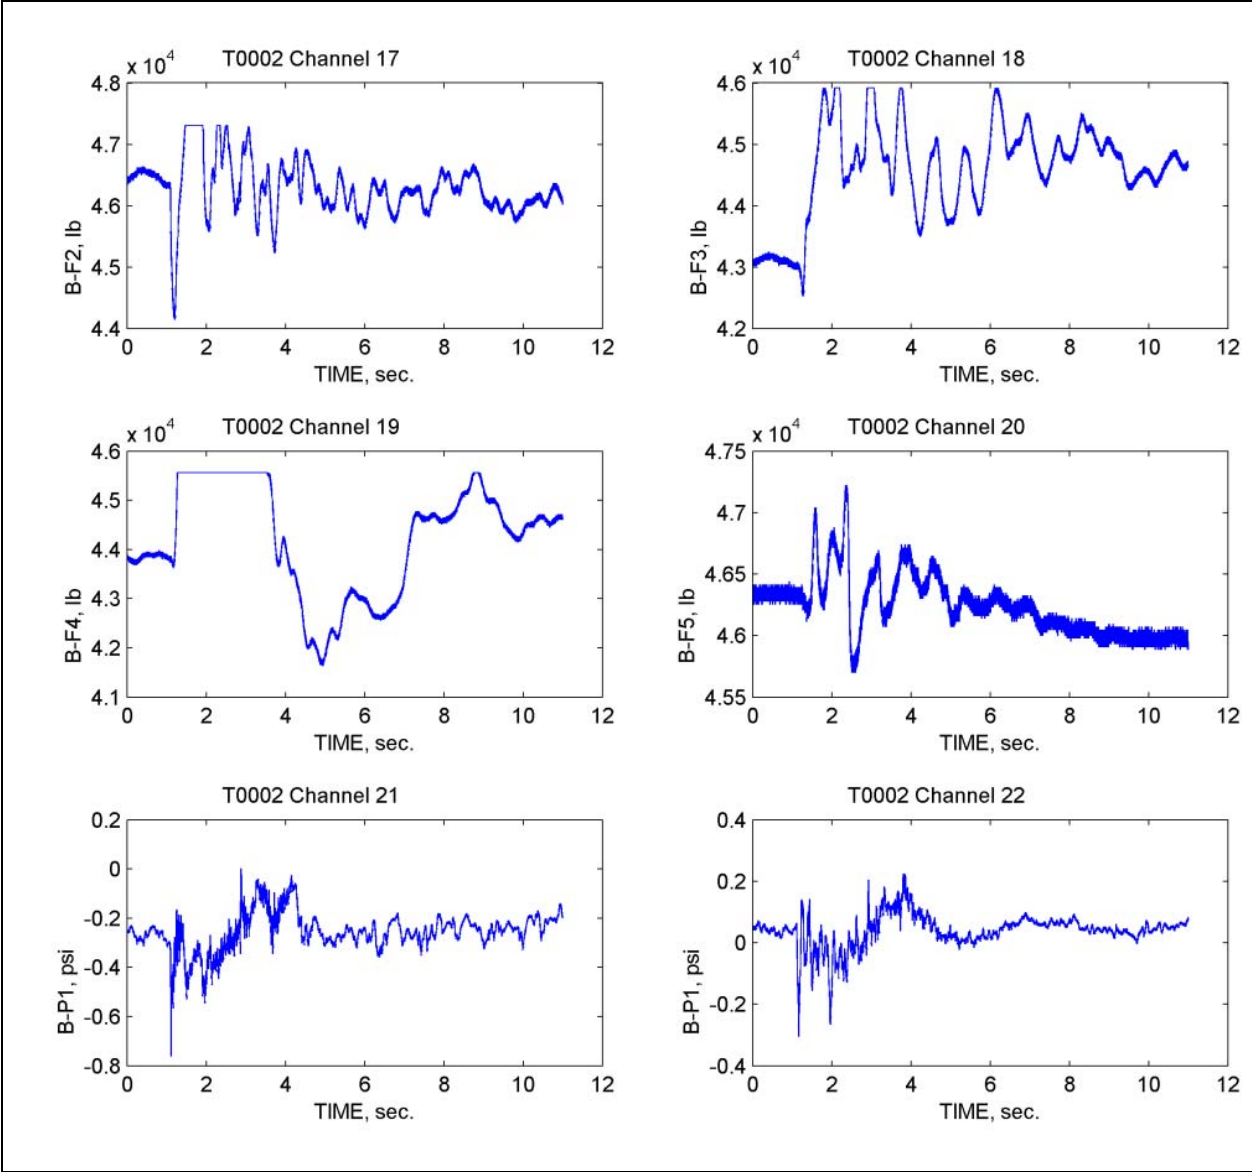 T0002 Channel 17
x 10^4
4.8
4.7
4.6
4.5
4.4
B-F2, lb
0 2 4 6 8 10 12
TIME, sec.
T0002 Channel 18
x 10^4
4.6
4.5
4.4
4.3
4.2
B-F3, lb
0 2 4 6 8 10 12
TIME, sec.
T0002 Channel 19
x 10^4
4.6
4.5
4.4
4.3
4.2
4.1
B-F4, lb
0 2 4 6 8 10 12
TIME, sec.
T0002 Channel 20
x 10^4
4.75
4.7
4.65
4.6
4.55
B-F5, lb
0 2 4 6 8 10 12
TIME, sec.
T0002 Channel 21
0.2
0
-0.2
-0.4
-0.6
-0.8
B-P1, psi
0 2 4 6 8 10 12
TIME, sec.
T0002 Channel 22
0.4
0.2
0
-0.2
-0.4
B-P1, psi
0 2 4 6 8 10 12
TIME, sec.